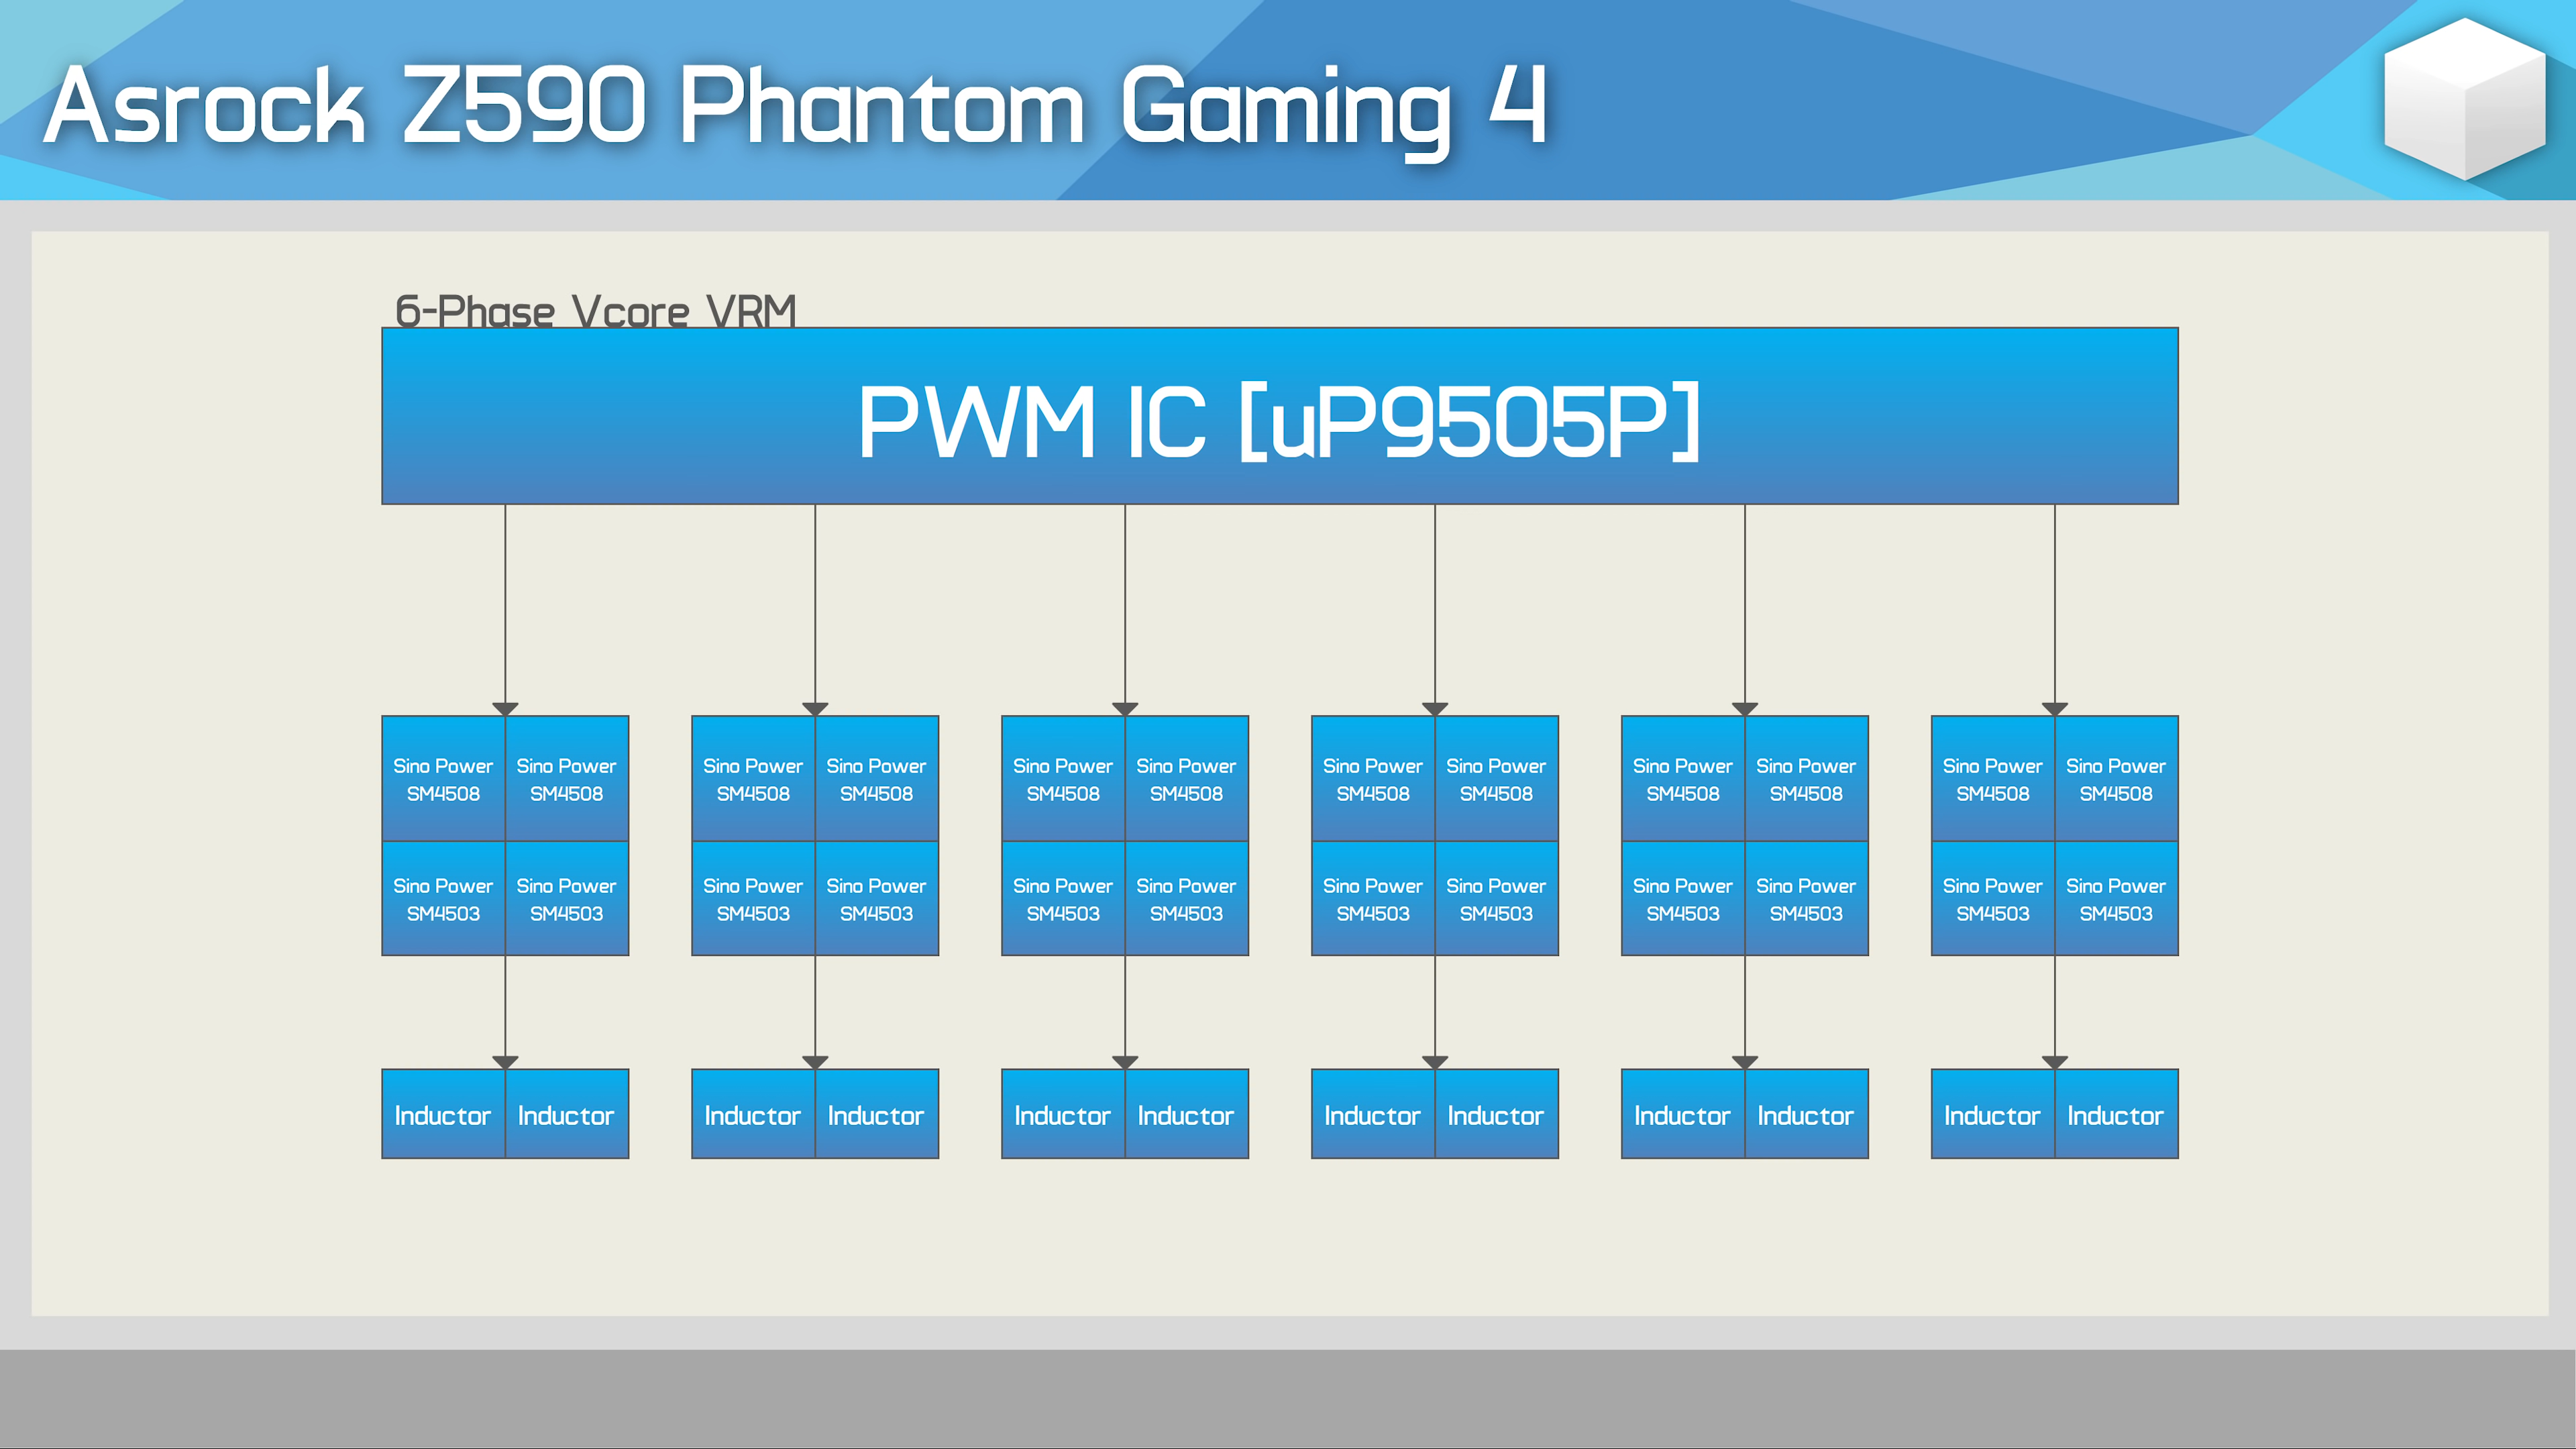 Asrock Z590 Phantom Gaming 4
6-Phase Vcore VRM
PWM IC [uP9505P]
Sino Power Sino Power Sino Power Sino Power Sino Power Sino Power Sino Power Sino Power Sino Power Sino Power Sino Power Sino Power
SM4508 SM4508 SM4508 SM4508 SM4508 SM4508 SM4508 SM4508 SM4508 SM4508 SM4508 SM4508
Sino Power Sino Power Sino Power Sino Power Sino Power Sino Power Sino Power Sino Power Sino Power Sino Power Sino Power Sino Power
SM4503 SM4503 SM4503 SM4503 SM4503 SM4503 SM4503 SM4503 SM4503 SM4503 SM4503 SM4503
Inductor Inductor Inductor Inductor Inductor Inductor Inductor Inductor Inductor Inductor Inductor Inductor